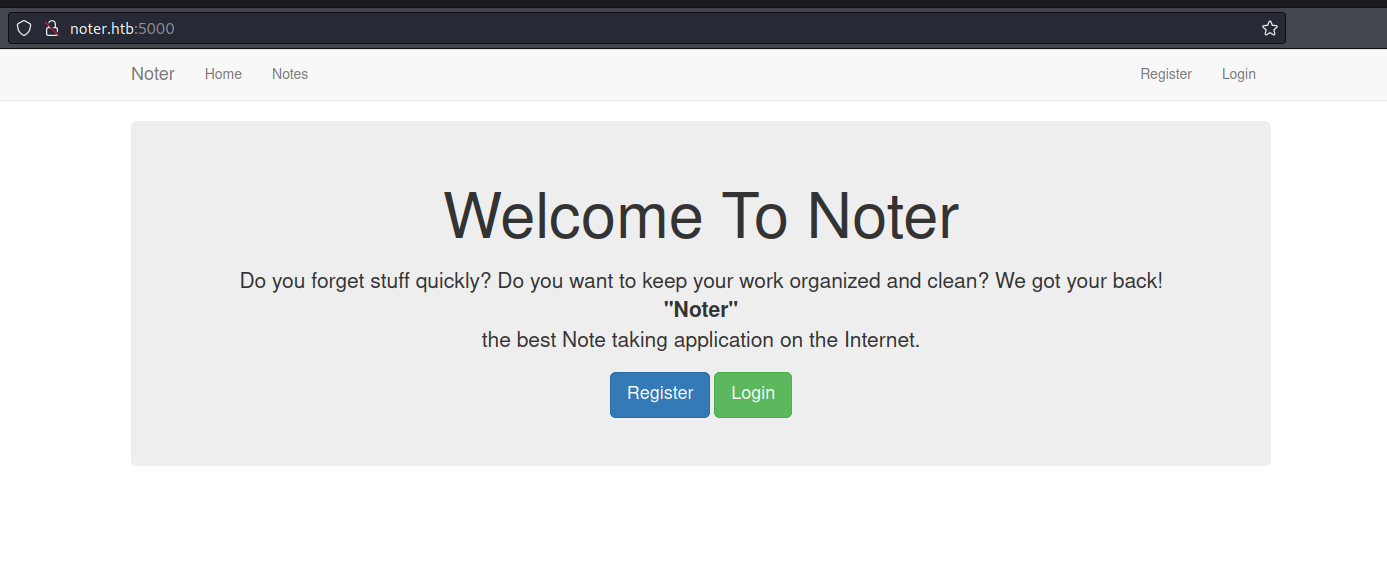 noter.htb:5000
Noter Home Notes Register Login
Welcome To Noter
Do you forget stuff quickly? Do you want to keep your work organized and clean? We got your back!
"Noter"
the best Note taking application on the Internet.
Register Login